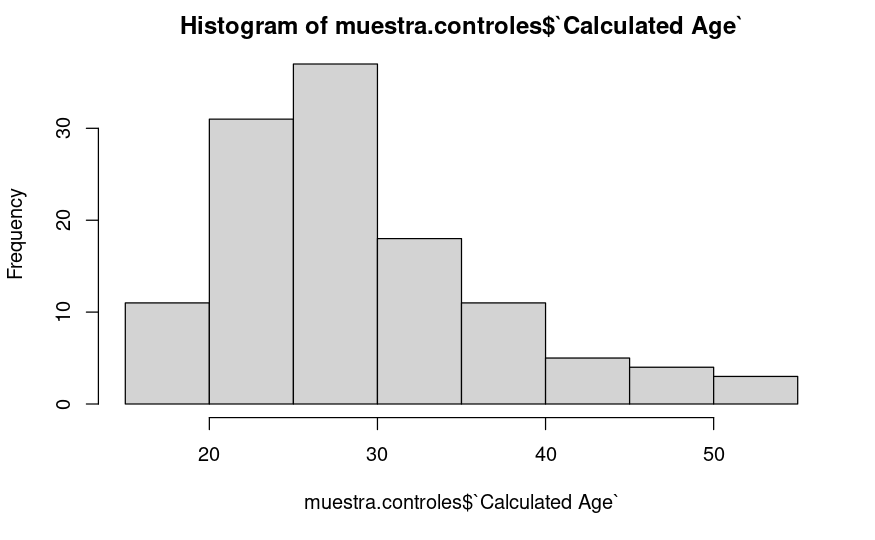 Histogram of muestra.controles$`Calculated Age`
Frequency
30
20
10
0
20 30 40 50
muestra.controles$`Calculated Age`